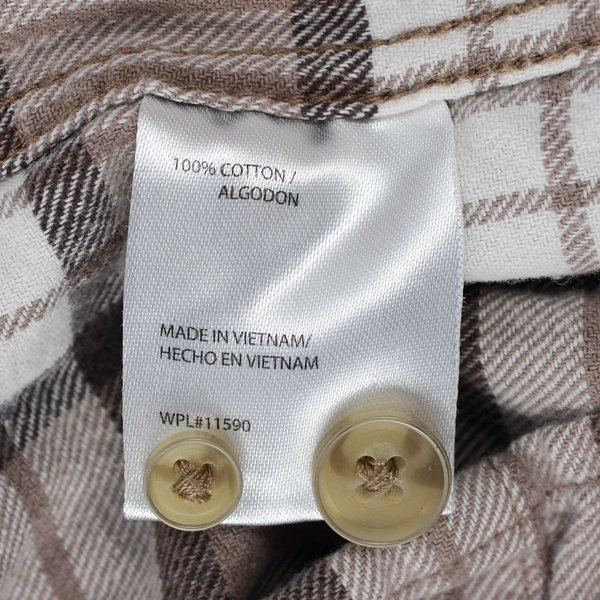 100% COTTON /
ALGODON
MADE IN VIETNAM/
HECHO EN VIETNAM
WPL#11590